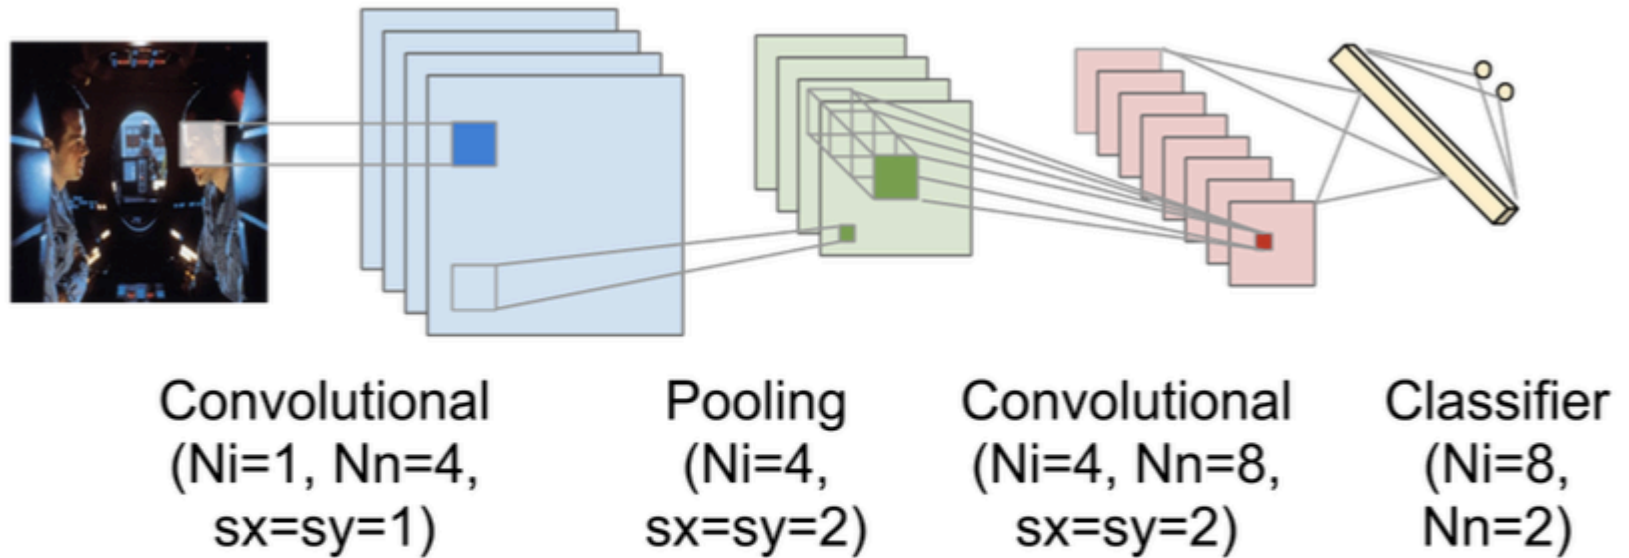 Convolutional
(Ni=1, Nn=4,
sx=sy=1)
Pooling
(Ni=4,
sx=sy=2)
Convolutional
(Ni=4, Nn=8,
sx=sy=2)
Classifier
(Ni=8,
Nn=2)